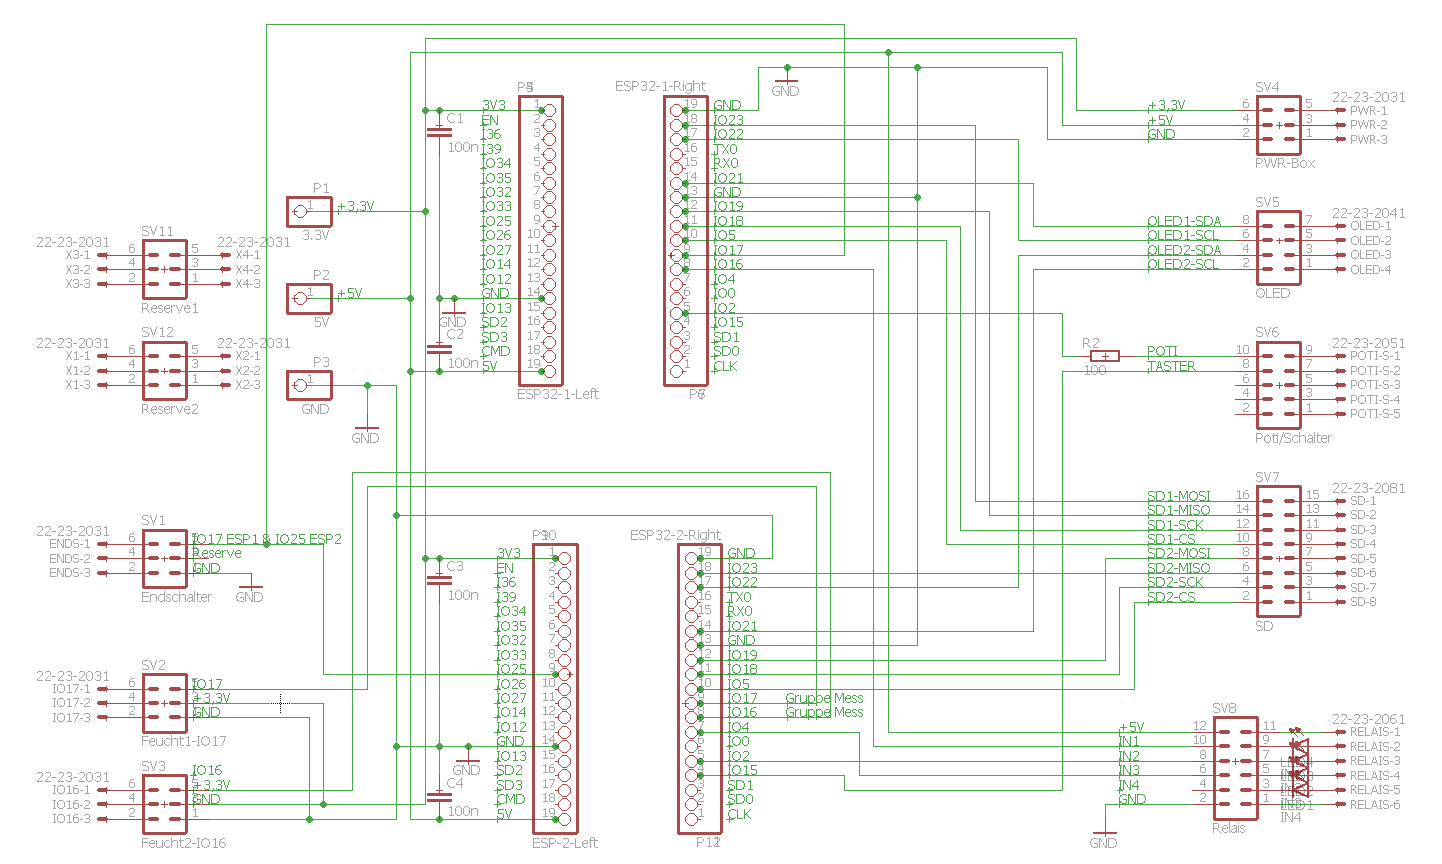 P1
1
+3,3V
3.3V
P2
1
+5V
5V
P3
1
GND
GND
SV11
22-23-2031
22-23-2031
X3-1
6
5
X4-1
X3-2
4
3
X4-2
X3-3
2
1
X4-3
Reserve1
SV12
22-23-2031
22-23-2031
X1-1
6
5
X2-1
X1-2
4
3
X2-2
X1-3
2
1
X2-3
Reserve2
SV1
22-23-2031
ENDS-1
6
IO17 ESP1 & IO25 ESP2
ENDS-2
4
Reserve
ENDS-3
2
1
GND
GND
Endschalter
SV2
22-23-2031
IO17-1
6
IO17
IO17-2
4
+3,3V
IO17-3
2
GND
Feucht1-IO17
SV3
22-23-2031
IO16
IO16-1
6
+3,3V
IO16-2
4
GND
IO16-3
2
1
Feucht2-IO16
C1
100n
GND
C2
100n
3V3
1
EN
2
I36
3
I39
4
IO34
5
IO35
6
IO32
7
IO33
8
IO25
9
IO26
10
IO27
11
IO14
12
IO12
13
GND
14
IO13
15
SD2
16
SD3
17
CMD
18
5V
19
ESP32-1-Left
ESP32-1-Right
19
GND
18
IO23
17
IO22
16
TX0
15
RX0
14
IO21
13
GND
12
IO19
11
IO18
10
IO5
9
IO17
8
IO16
7
IO4
6
IO0
5
IO2
4
IO15
3
SD1
2
SD0
1
CLK
GND
C3
100n
GND
C4
100n
3V3
1
EN
2
I36
3
I39
4
IO34
5
IO35
6
IO32
7
IO33
8
IO25
9
IO26
10
IO27
11
IO14
12
IO12
13
GND
14
IO13
15
SD2
16
SD3
17
CMD
18
5V
19
ESP-2-Left
ESP32-2-Right
19
GND
18
IO23
17
IO22
16
TX0
15
RX0
14
IO21
13
GND
12
IO19
11
IO18
10
IO5
9
IO17
Gruppe Mess
8
IO16
Gruppe Mess
7
IO4
6
IO0
5
IO2
4
IO15
3
SD1
2
SD0
1
CLK
R2
100
SV4
22-23-2031
+3,3V
6
5
PWR-1
+5V
4
3
PWR-2
GND
2
1
PWR-3
PWR-Box
SV5
22-23-2041
OLED1-SDA
8
7
OLED-1
OLED1-SCL
6
5
OLED-2
OLED2-SDA
4
3
OLED-3
OLED2-SCL
2
1
OLED-4
OLED
SV6
22-23-2051
POTI
10
9
POTI-S-1
TASTER
8
7
POTI-S-2
6
5
POTI-S-3
4
3
POTI-S-4
2
1
POTI-S-5
Poti/Schalter
SV7
22-23-2081
SD1-MOSI
16
15
SD-1
SD1-MISO
14
13
SD-2
SD1-SCK
12
11
SD-3
SD1-CS
10
9
SD-4
SD2-MOSI
8
7
SD-5
SD2-MISO
6
5
SD-6
SD2-SCK
4
3
SD-7
SD2-CS
2
1
SD-8
SD
SV8
22-23-2061
+5V
12
11
RELAIS-1
IN1
10
9
RELAIS-2
IN2
8
7
RELAIS-3
IN3
6
5
RELAIS-4
IN4
4
3
RELAIS-5
GND
2
1
RELAIS-6
IN4
GND
Relais